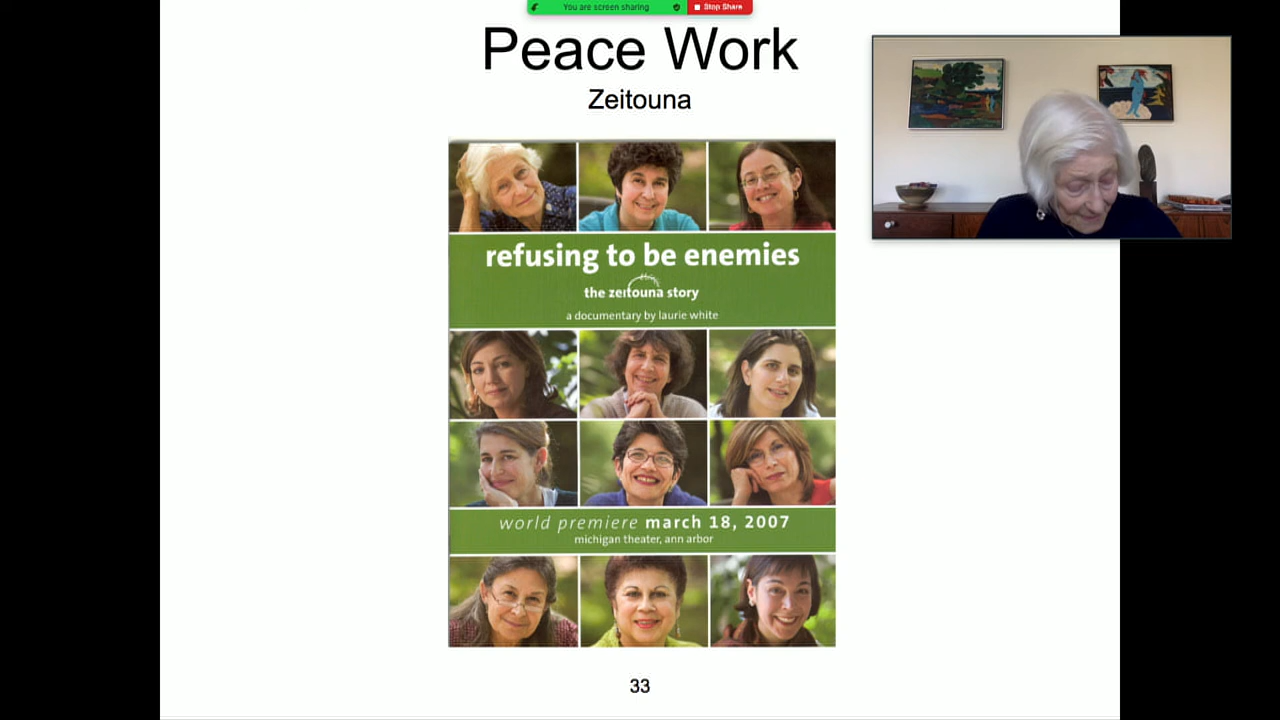 You are screen sharing
Stop Share
Peace Work
Zeitouna
refusing to be enemies
the zeitouna story
a documentary by laurie white
world premiere march 18, 2007
michigan theater, ann arbor
33